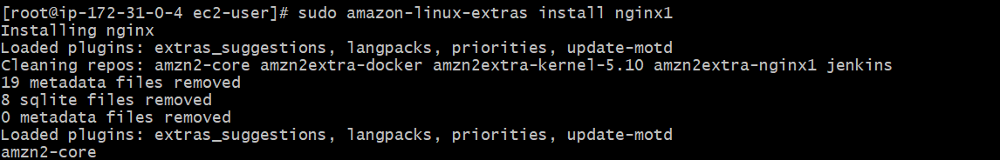 [root@ip-172-31-0-4 ec2-user]# sudo amazon-linux-extras install nginx1
Installing nginx
Loaded plugins: extras_suggestions, langpacks, priorities, update-motd
Cleaning repos: amzn2-core amzn2extra-docker amzn2extra-kernel-5.10 amzn2extra-nginx1 jenkins
19 metadata files removed
8 sqlite files removed
0 metadata files removed
Loaded plugins: extras_suggestions, langpacks, priorities, update-motd
amzn2-core